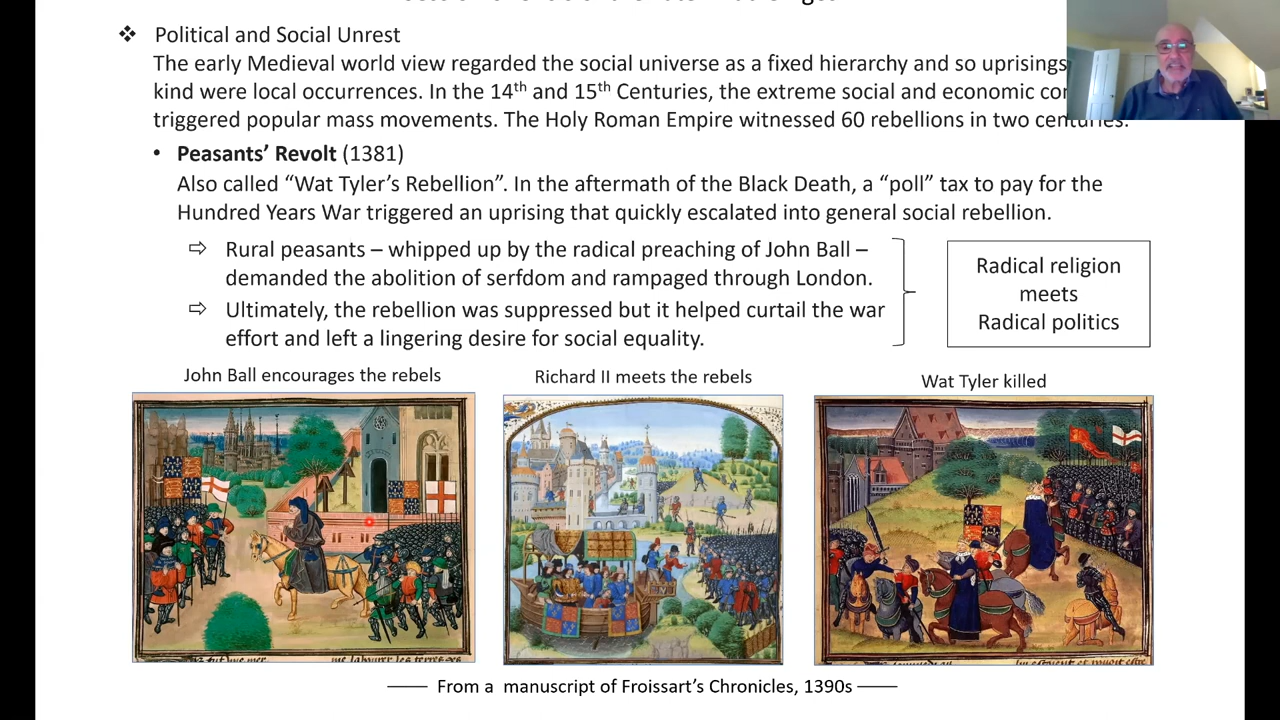 ❖ Political and Social Unrest
The early Medieval world view regarded the social universe as a fixed hierarchy and so uprisings
kind were local occurrences. In the 14th and 15th Centuries, the extreme social and economic
triggered popular mass movements. The Holy Roman Empire witnessed 60 rebellions in two centuries.
• Peasants’ Revolt (1381)
Also called “Wat Tyler’s Rebellion”. In the aftermath of the Black Death, a “poll” tax to pay for the
Hundred Years War triggered an uprising that quickly escalated into general social rebellion.
⇨ Rural peasants – whipped up by the radical preaching of John Ball –
demanded the abolition of serfdom and rampaged through London.
⇨ Ultimately, the rebellion was suppressed but it helped curtail the war
effort and left a lingering desire for social equality.
Radical religion
meets
Radical politics
John Ball encourages the rebels
Richard II meets the rebels
Wat Tyler killed
From a manuscript of Froissart’s Chronicles, 1390s